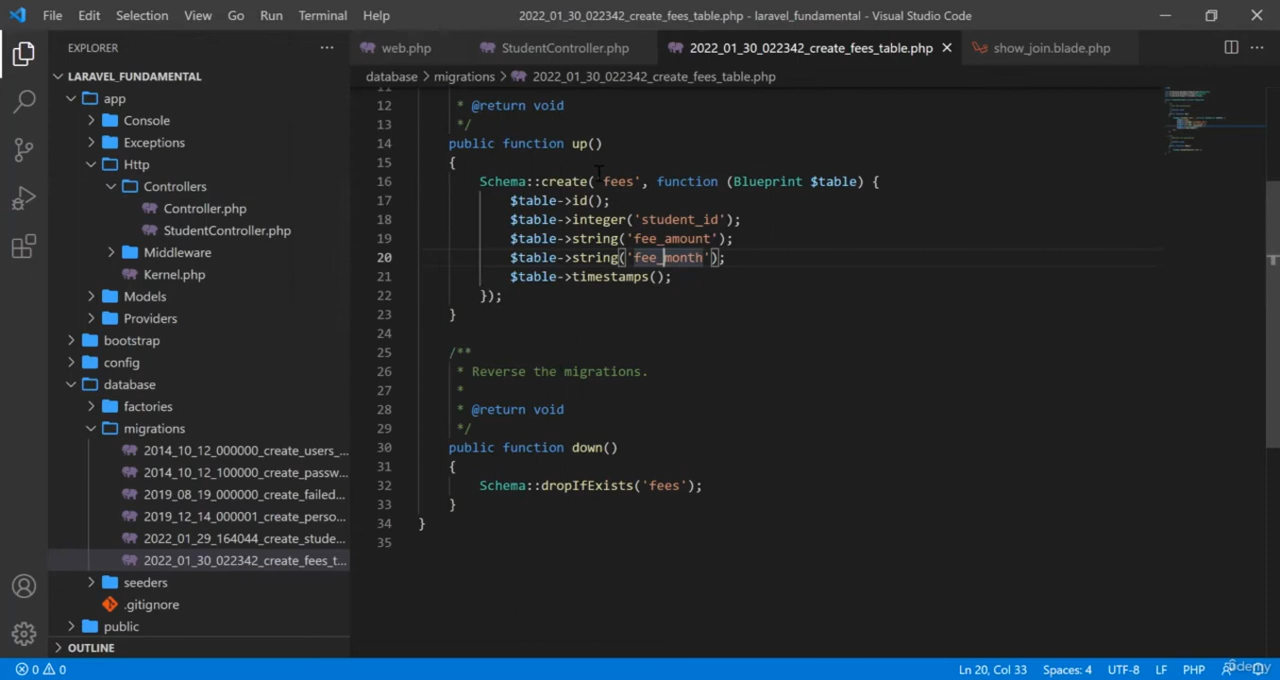 File Edit Selection View Go Run Terminal Help 2022_01_30_022342_create_fees_table.php - laravel_fundamental - Visual Studio Code
EXPLORER
LARAVEL_FUNDAMENTAL
app
Console
Exceptions
Http
Controllers
Controller.php
StudentController.php
Middleware
Kernel.php
Models
Providers
bootstrap
config
database
factories
migrations
2014_10_12_000000_create_users_...
2014_10_12_100000_create_passw...
2019_08_19_000000_create_failed...
2019_12_14_000001_create_perso...
2022_01_29_164044_create_stude...
2022_01_30_022342_create_fees_t...
seeders
.gitignore
public
OUTLINE
web.php StudentController.php 2022_01_30_022342_create_fees_table.php show_join.blade.php
database > migrations > 2022_01_30_022342_create_fees_table.php
12 * @return void
13 */
14 public function up()
15 {
16 Schema::create('fees', function (Blueprint $table) {
17 $table->id();
18 $table->integer('student_id');
19 $table->string('fee_amount');
20 $table->string('fee_month');
21 $table->timestamps();
22 });
23 }
24
25 /**
26 * Reverse the migrations.
27 *
28 * @return void
29 */
30 public function down()
31 {
32 Schema::dropIfExists('fees');
33 }
34 }
35
0 0 Ln 20, Col 33 Spaces: 4 UTF-8 LF PHP
Udemy